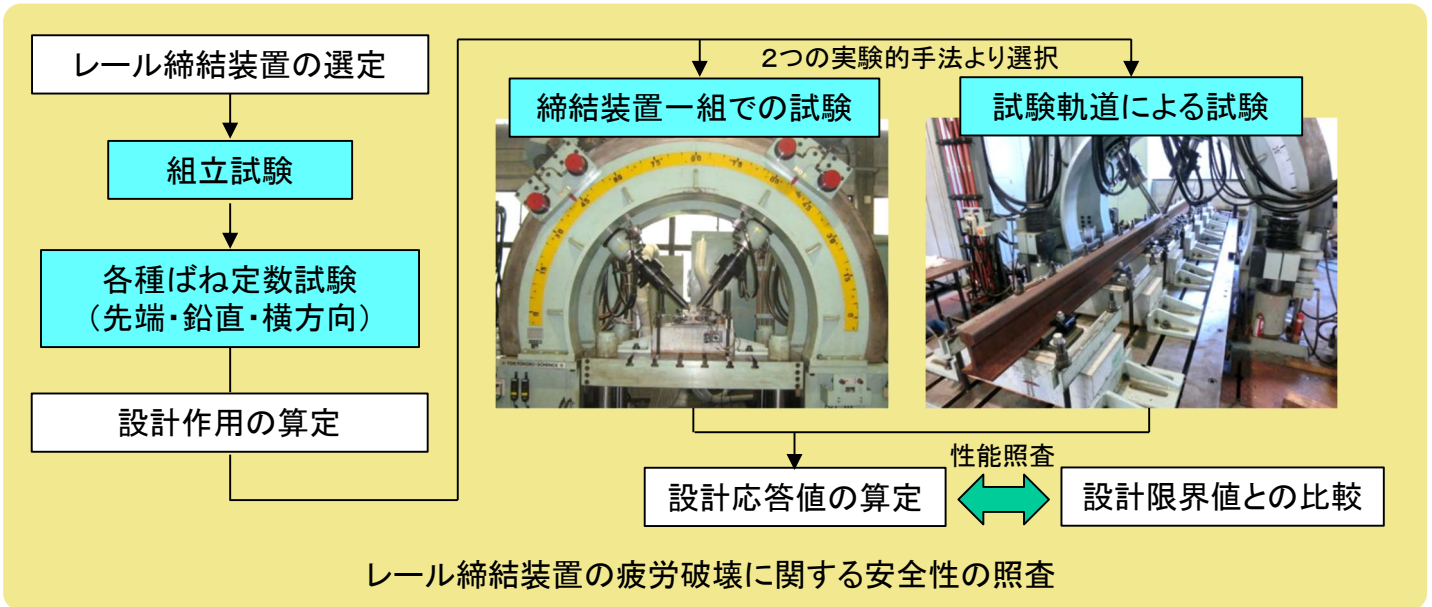 レール締結装置の選定
組立試験
各種ばね定数試験
（先端・鉛直・横方向）
設計作用の算定
２つの実験的手法より選択
締結装置一組での試験
試験軌道による試験
設計応答値の算定
性能照査
設計限界値との比較
レール締結装置の疲労破壊に関する安全性の照査